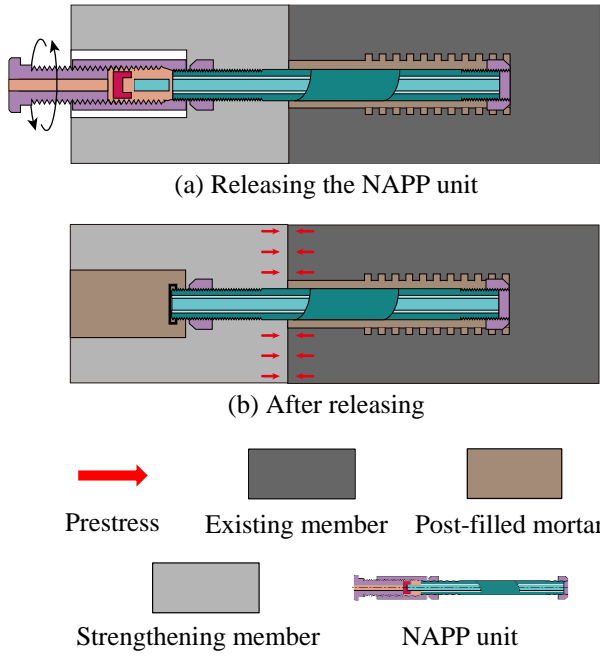 (a) Releasing the NAPP unit
(b) After releasing
Prestress
Existing member
Post-filled mortar
Strengthening member
NAPP unit